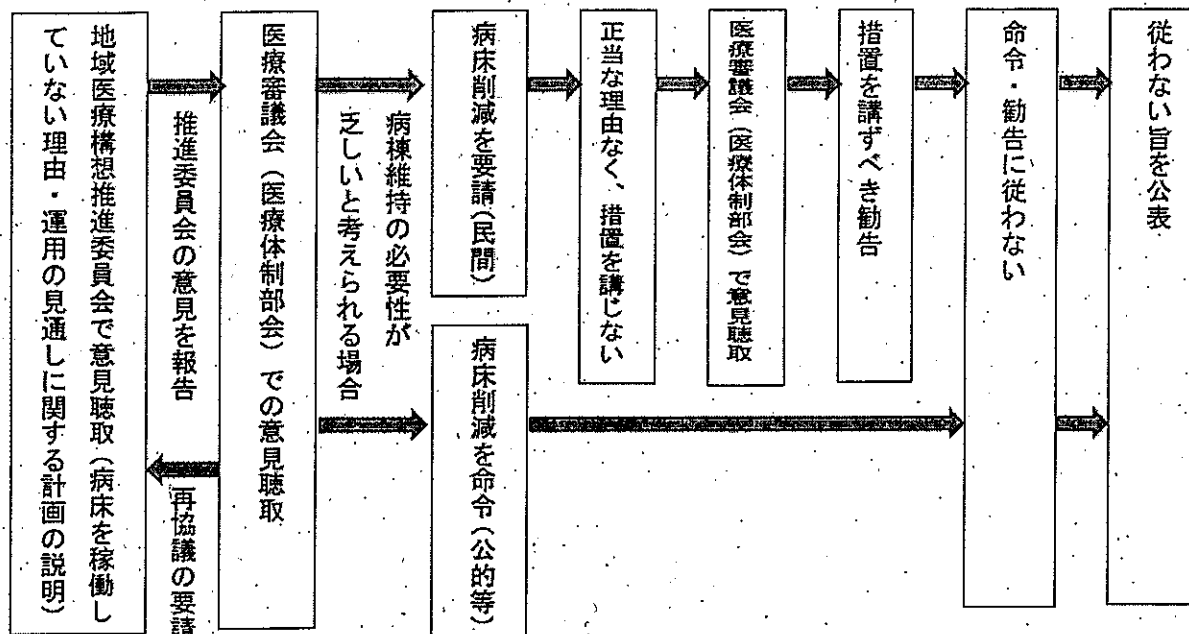 地域医療構想推進委員会で意見聴取（病床を稼働し
ていない理由・運用の見通しに関する計画の説明）
推進委員会の意見を報告
再協議の要請
医療審議会（医療体制部会）での意見聴取
病棟維持の必要性が
乏しいと考えられる場合
病床削減を要請（民間）
病床削減を命令（公的等）
正当な理由なく、措置を講じない
医療審議会（医療体制部会）で意見聴取
措置を講ずべき勧告
命令・勧告に従わない
従わない旨を公表